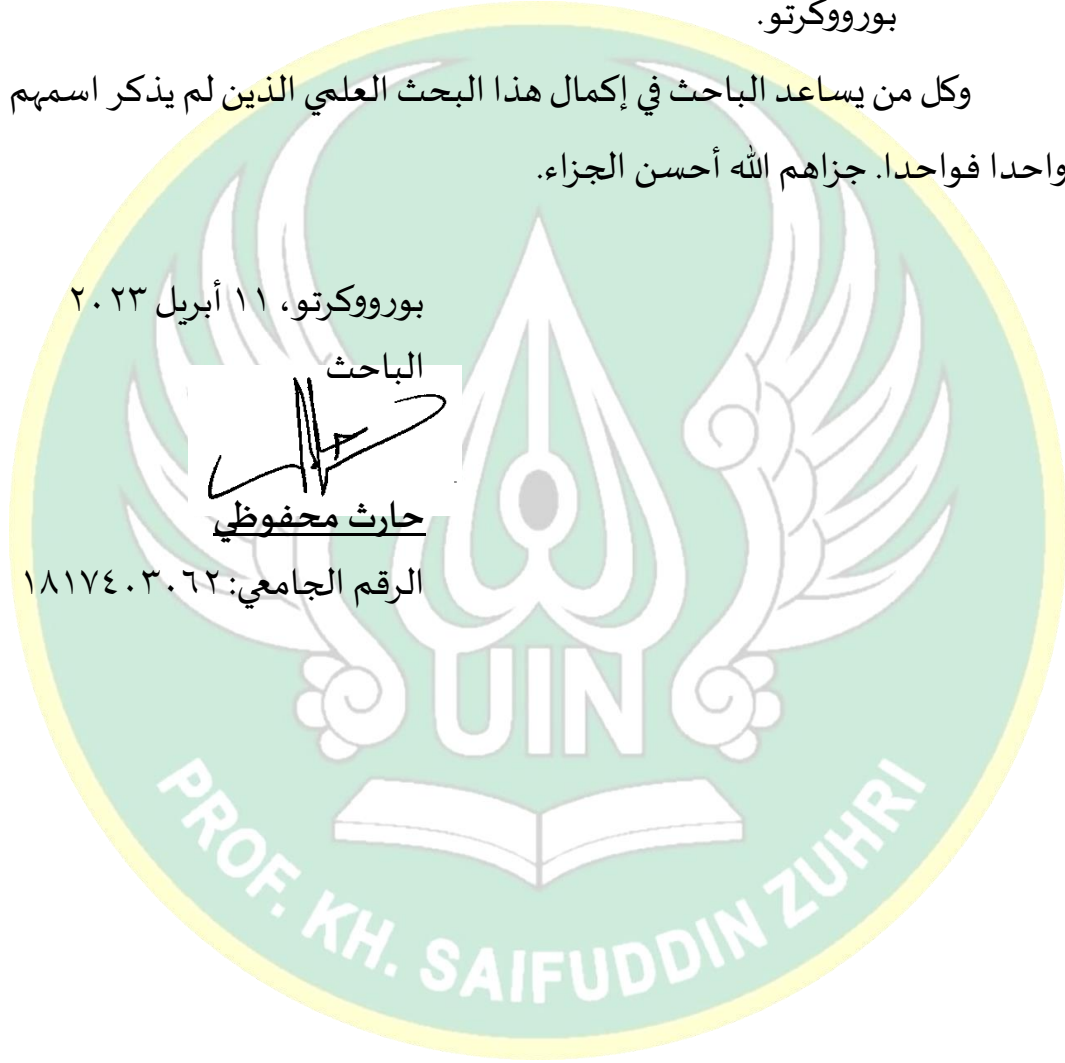 بورووكرتو.
وكل من يساعد الباحث في إكمال هذا البحث العلمي الذين لم يذكر اسمهم
واحدا فواحدا. جزاهم الله أحسن الجزاء.
بورووكرتو، ١١ أبريل ٢٠٢٣
الباحث
حارث محفوظي
الرقم الجامعي: ١٨١٧٤٠٣٠٦٢
UIN
PROF. KH. SAIFUDDIN ZUHRI